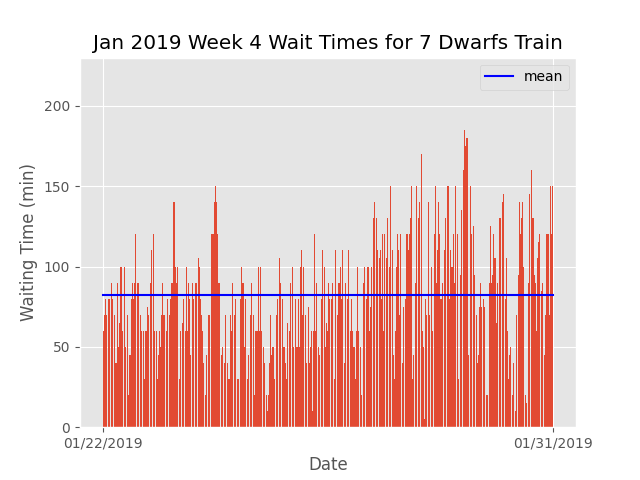 Jan 2019 Week 4 Wait Times for 7 Dwarfs Train
mean
200
150
100
50
0
Waiting Time (min)
01/22/2019
01/31/2019
Date